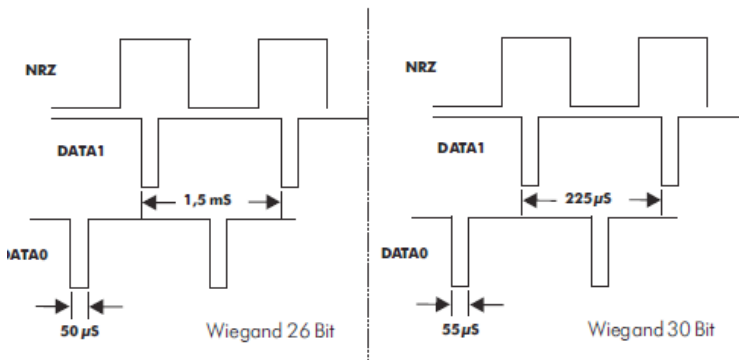 NRZ
DATA1
1,5 mS
DATA0
50 µS
Wiegand 26 Bit
NRZ
DATA1
225 µS
DATA0
55 µS
Wiegand 30 Bit